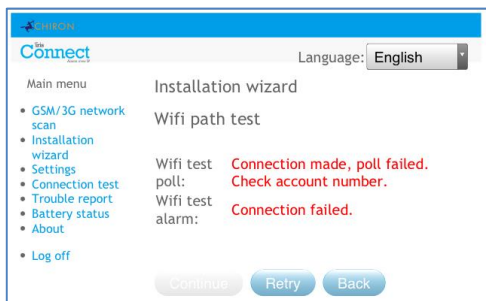 CHIRON
Iris
Connect
Language: English
Main menu
GSM/3G network
scan
Installation
wizard
Settings
Connection test
Trouble report
Battery status
About
Log off
Installation wizard
Wifi path test
Wifi test
poll:
Connection made, poll failed.
Check account number.
Wifi test
alarm:
Connection failed.
Continue Retry Back